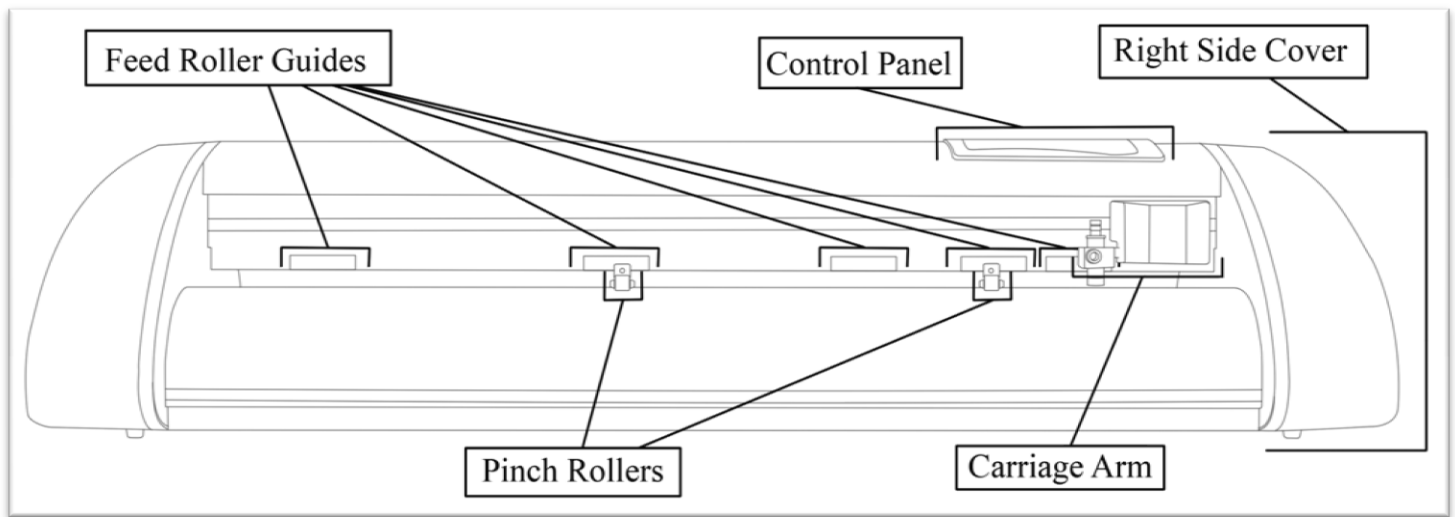 Feed Roller Guides
Control Panel
Right Side Cover
Pinch Rollers
Carriage Arm